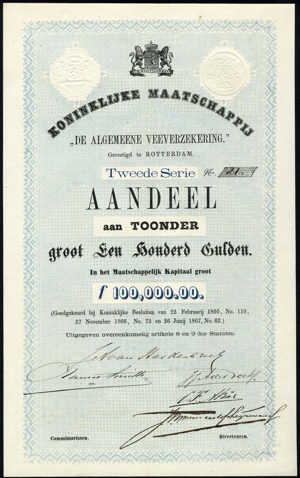 KONINKLIJKE MAATSCHAPPIJ
„DE ALGEMEENE VEEVERZEKERING."
Gevestigd te ROTTERDAM.
Tweede Serie No. 21.
AANDEEL
aan TOONDER
groot Een Honderd Gulden.
In het Maatschappelijk Kapitaal groot
f 100,000.00.
(Goedgekeurd bij Koninklijke Besluiten van 22 Februarij 1866, No. 110,
27 November 1866, No. 72 en 26 Junij 1867, No. 62.)
Uitgegeven overeenkomstig artikels 8 en 9 der Statuten.
Commissarissen. Directeuren.